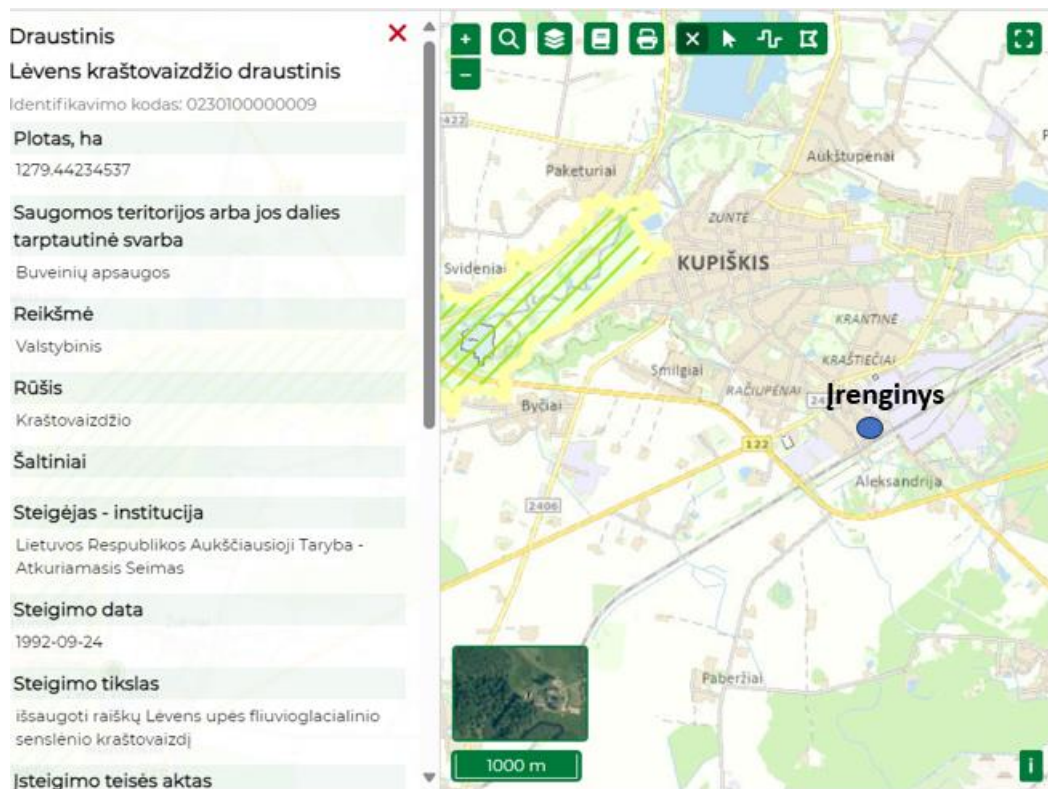 Draustinis
Lėvens kraštovaizdžio draustinis
Identifikavimo kodas: 0230100000009
Plotas, ha
1279.44234537
Saugomos teritorijos arba jos dalies
tarptautinė svarba
Buveinių apsaugos
Reikšmė
Valstybinis
Rūšis
Kraštovaizdžio
Šaltiniai
Steigėjas - institucija
Lietuvos Respublikos Aukščiausioji Taryba -
Atkuriamasis Seimas
Steigimo data
1992-09-24
Steigimo tikslas
išsaugoti raiškų Lėvens upės fliuvioglacialinio
senslėnio kraštovaizdį
Įsteigimo teisės aktas
+
−
2422
Paketuriai
Aukštupėnai
ZUNTĖ
Svideniai
KUPIŠKIS
KRANTINĖ
KRAŠTIEČIAI
Smilgiai
RAČIUPĖNAI
Įrenginys
Byčiai
122
Aleksandrija
2406
Paberžiai
1000 m
i